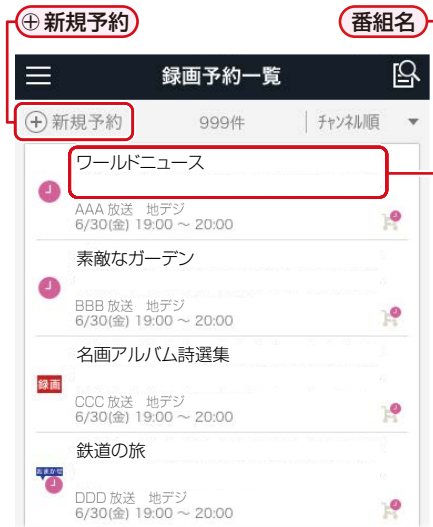 ⊕ 新規予約
番組名
録画予約一覧
⊕ 新規予約 999件 チャンネル順 ▼
ワールドニュース
AAA 放送 地デジ
6/30(金) 19:00 ～ 20:00
素敵なガーデン
BBB 放送 地デジ
6/30(金) 19:00 ～ 20:00
名画アルバム詩選集
録画
CCC 放送 地デジ
6/30(金) 19:00 ～ 20:00
鉄道の旅
おまかせ
DDD 放送 地デジ
6/30(金) 19:00 ～ 20:00